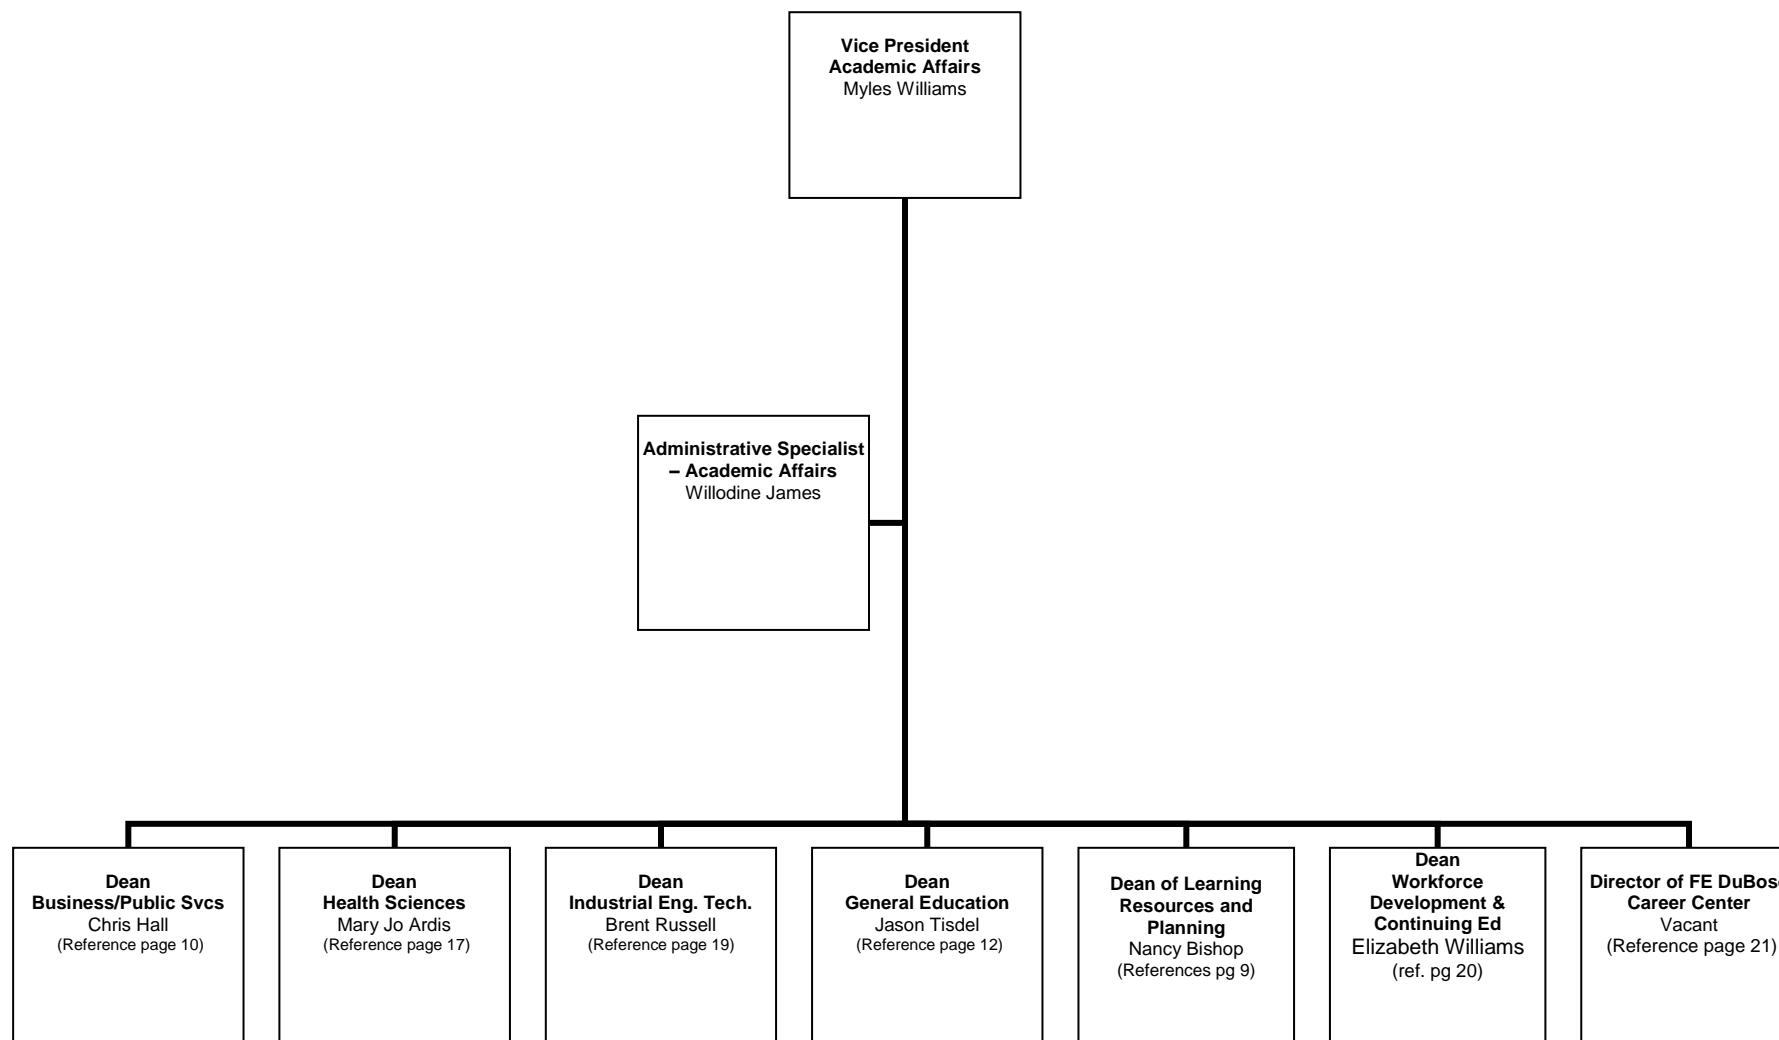 Vice President
Academic Affairs
Myles Williams
Administrative Specialist
– Academic Affairs
Willodine James
Dean
Business/Public Svcs
Chris Hall
(Reference page 10)
Dean
Health Sciences
Mary Jo Ardis
(Reference page 17)
Dean
Industrial Eng. Tech.
Brent Russell
(Reference page 19)
Dean
General Education
Jason Tisdel
(Reference page 12)
Dean of Learning
Resources and
Planning
Nancy Bishop
(References pg 9)
Dean
Workforce
Development &
Continuing Ed
Elizabeth Williams
(ref. pg 20)
Director of FE DuBose
Career Center
Vacant
(Reference page 21)